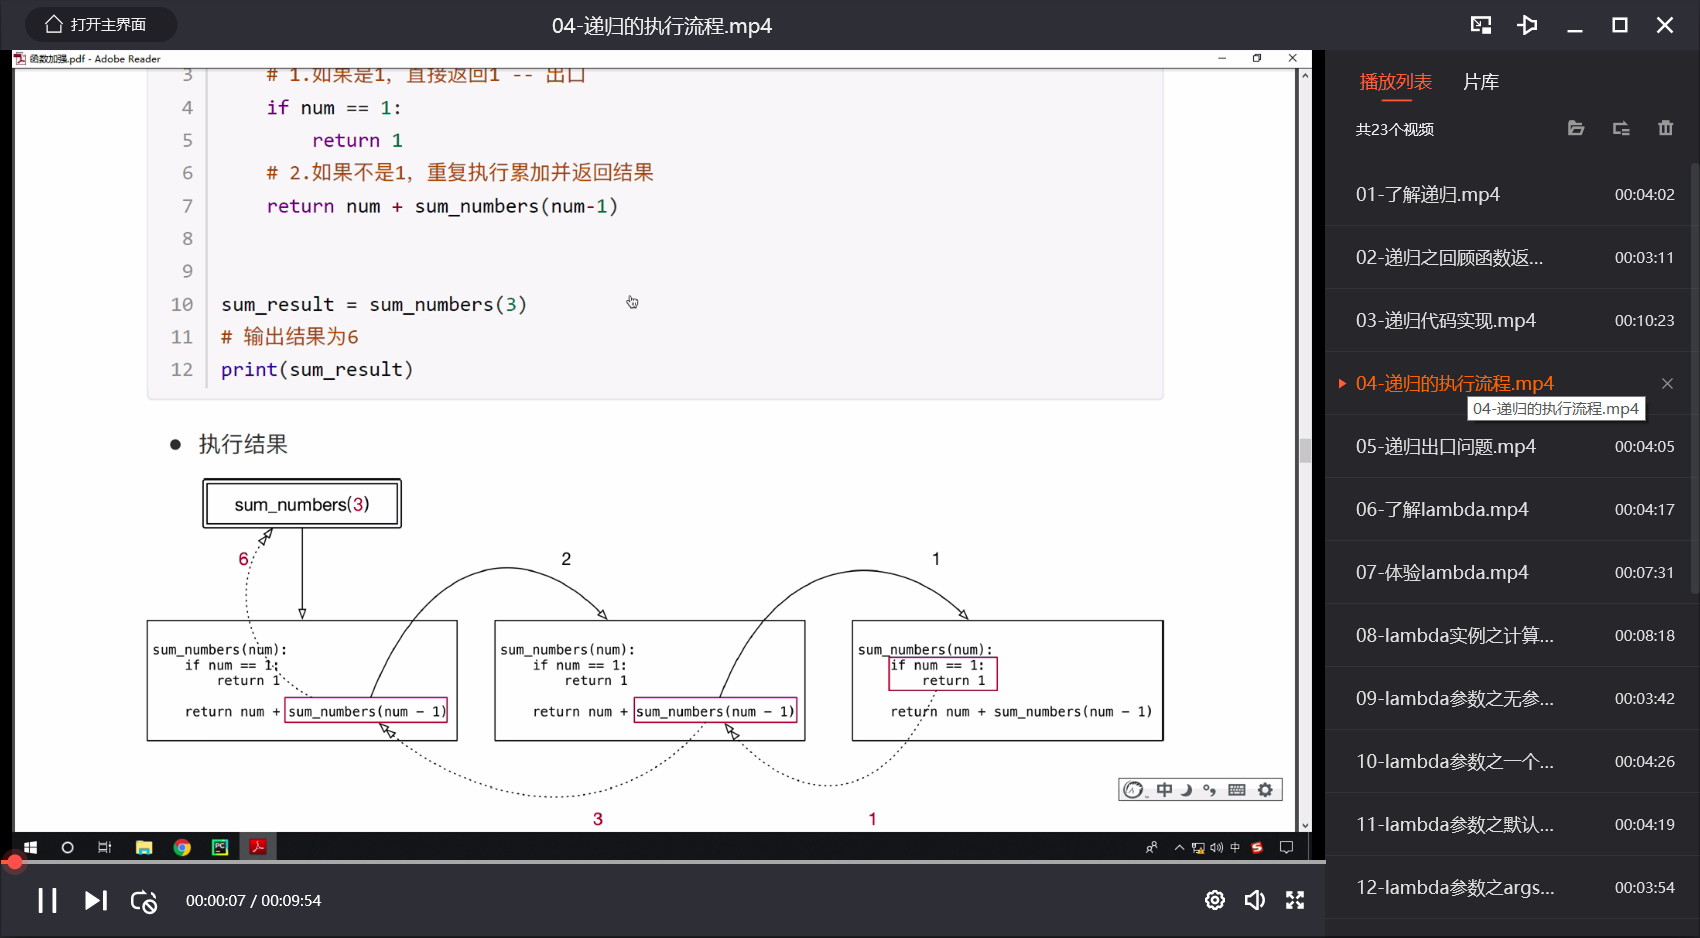 打开主界面
04-递归的执行流程.mp4
函数加强.pdf - Adobe Reader
3 # 1.如果是1, 直接返回1 -- 出口
4 if num == 1:
5 return 1
6 # 2.如果不是1, 重复执行累加并返回结果
7 return num + sum_numbers(num-1)
8
9
10 sum_result = sum_numbers(3)
11 # 输出结果为6
12 print(sum_result)
● 执行结果
sum_numbers(3)
6
2
1
sum_numbers(num):
if num == 1:
return 1
return num + sum_numbers(num - 1)
sum_numbers(num):
if num == 1:
return 1
return num + sum_numbers(num - 1)
sum_numbers(num):
if num == 1:
return 1
return num + sum_numbers(num - 1)
3
1
中
中
00:00:07 / 00:09:54
播放列表
片库
共23个视频
01-了解递归.mp4 00:04:02
02-递归之回顾函数返... 00:03:11
03-递归代码实现.mp4 00:10:23
04-递归的执行流程.mp4
04-递归的执行流程.mp4
05-递归出口问题.mp4 00:04:05
06-了解lambda.mp4 00:04:17
07-体验lambda.mp4 00:07:31
08-lambda实例之计算... 00:08:18
09-lambda参数之无参... 00:03:42
10-lambda参数之一个... 00:04:26
11-lambda参数之默认... 00:04:19
12-lambda参数之args... 00:03:54